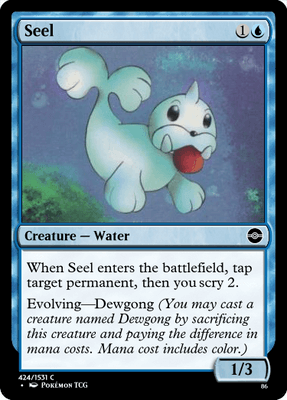 Seel 1
Creature — Water
When Seel enters the battlefield, tap
target permanent, then you scry 2.
Evolving—Dewgong (You may cast a
creature named Dewgong by sacrificing
this creature and paying the difference in
mana costs. Mana cost includes color.)
1/3
424/1531 C
• Pokémon TCG
86